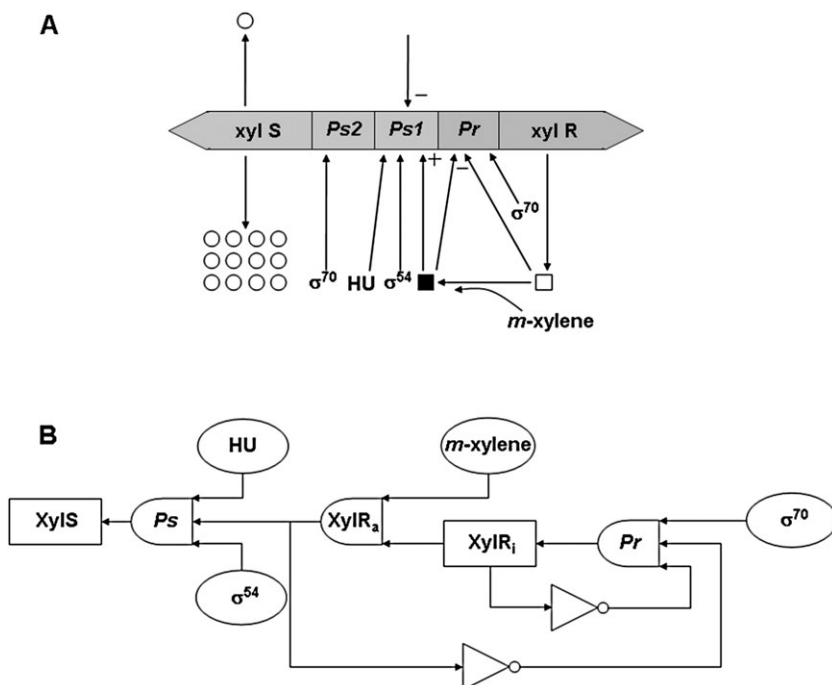 A
−
xyl S Ps2 Ps1 Pr xyl R
+ −
σ70
σ70 HU σ54
m-xylene
B
HU m-xylene
XylS Ps XylRa XylRi Pr σ70
σ54